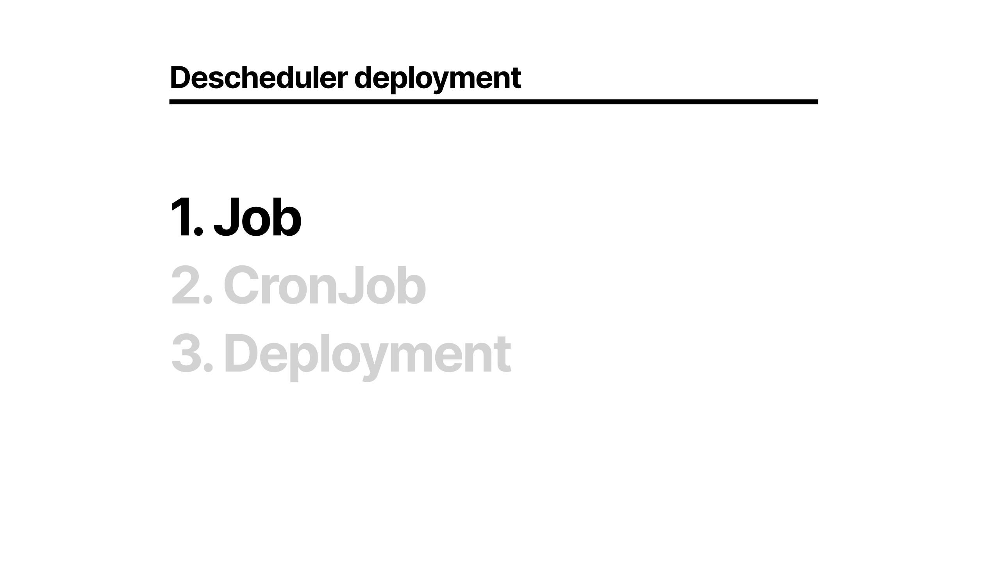 Descheduler deployment
1. Job
2. CronJob
3. Deployment